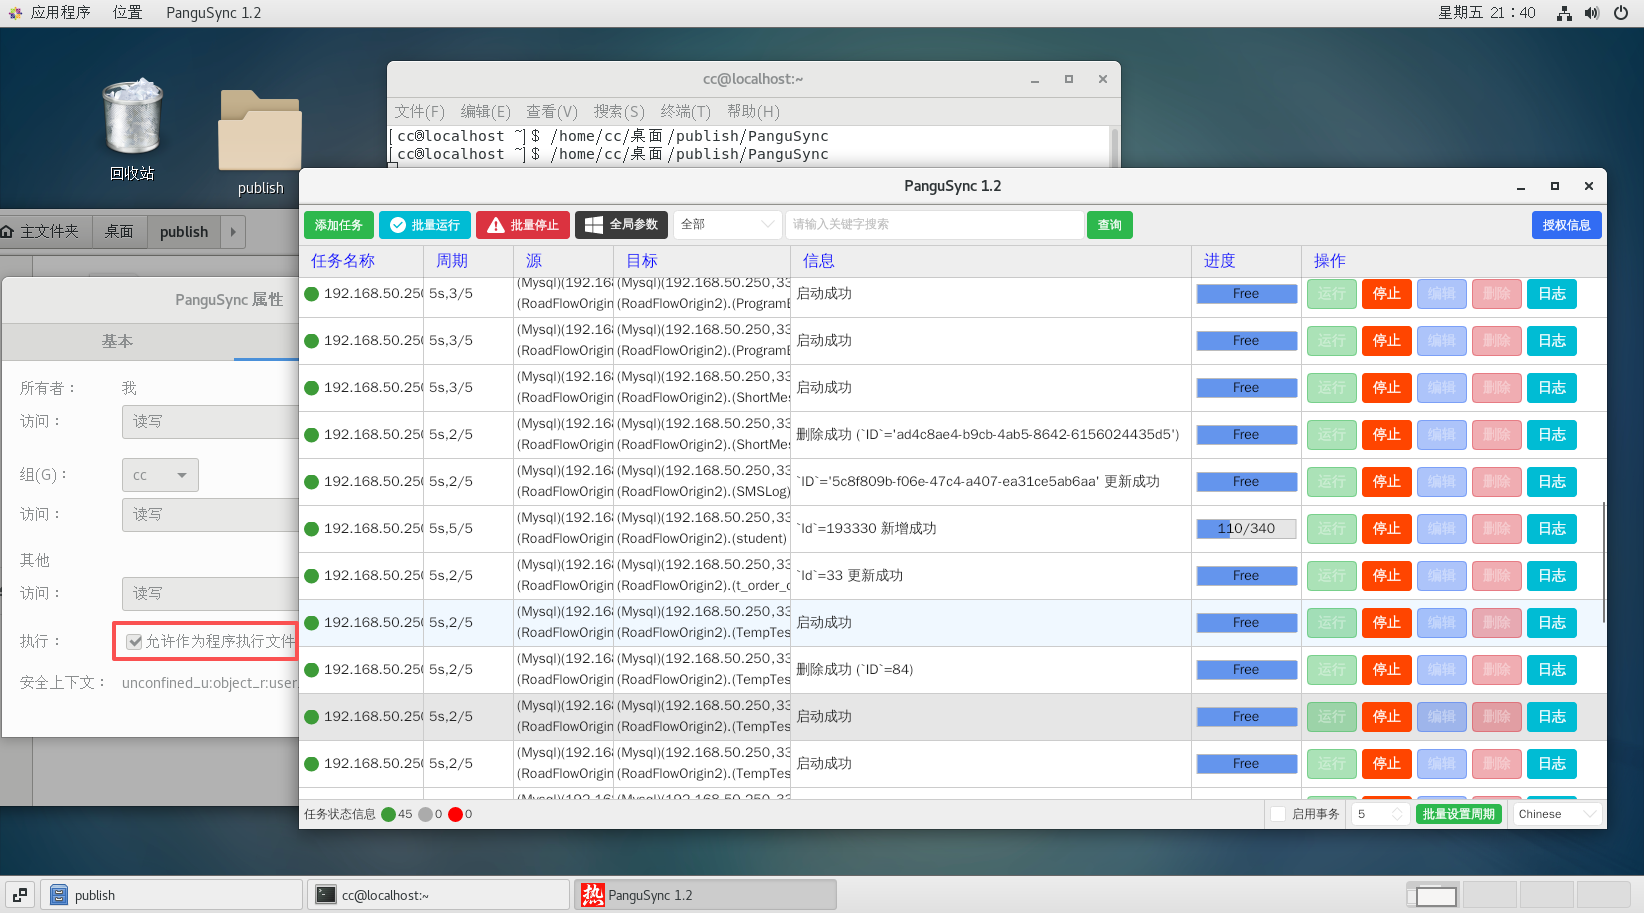 应用程序 位置 PanguSync 1.2 星期五 21：40
回收站
publish
cc@localhost:~
文件(F) 编辑(E) 查看(V) 搜索(S) 终端(T) 帮助(H)
[cc@localhost ~]$ /home/cc/桌面/publish/PanguSync
[cc@localhost ~]$ /home/cc/桌面/publish/PanguSync
主文件夹 桌面 publish
PanguSync 属性
基本
所有者： 我
访问： 读写
组(G)： cc
访问： 读写
其他
访问： 读写
执行： 允许作为程序执行文件
安全上下文： unconfined_u:object_r:user
PanguSync 1.2
添加任务 批量运行 批量停止 全局参数 全部 请输入关键字搜索 查询 授权信息
任务名称 周期 源 目标 信息 进度 操作
(Mysql)(192.168 (Mysql)(192.168.50.250,33
192.168.50.250 5s,3/5 启动成功 Free 运行 停止 编辑 删除 日志
(RoadFlowOrigin (RoadFlowOrigin2).(ProgramE
(Mysql)(192.168 (Mysql)(192.168.50.250,33
192.168.50.250 5s,3/5 启动成功 Free 运行 停止 编辑 删除 日志
(RoadFlowOrigin (RoadFlowOrigin2).(ProgramE
(Mysql)(192.168 (Mysql)(192.168.50.250,33
192.168.50.250 5s,3/5 启动成功 Free 运行 停止 编辑 删除 日志
(RoadFlowOrigin (RoadFlowOrigin2).(ShortMes
(Mysql)(192.168 (Mysql)(192.168.50.250,33
192.168.50.250 5s,2/5 删除成功 (`ID`='ad4c8ae4-b9cb-4ab5-8642-6156024435d5') Free 运行 停止 编辑 删除 日志
(RoadFlowOrigin (RoadFlowOrigin2).(ShortMes
(Mysql)(192.168 (Mysql)(192.168.50.250,33
192.168.50.250 5s,2/5 `ID`='5c8f809b-f06e-47c4-a407-ea31ce5ab6aa' 更新成功 Free 运行 停止 编辑 删除 日志
(RoadFlowOrigin (RoadFlowOrigin2).(SMSLog)
(Mysql)(192.168 (Mysql)(192.168.50.250,33
192.168.50.250 5s,5/5 `Id`=193330 新增成功 110/340 运行 停止 编辑 删除 日志
(RoadFlowOrigin (RoadFlowOrigin2).(student)
(Mysql)(192.168 (Mysql)(192.168.50.250,33
192.168.50.250 5s,2/5 `Id`=33 更新成功 Free 运行 停止 编辑 删除 日志
(RoadFlowOrigin (RoadFlowOrigin2).(t_order_c
(Mysql)(192.168 (Mysql)(192.168.50.250,33
192.168.50.250 5s,2/5 启动成功 Free 运行 停止 编辑 删除 日志
(RoadFlowOrigin (RoadFlowOrigin2).(TempTes
(Mysql)(192.168 (Mysql)(192.168.50.250,33
192.168.50.250 5s,2/5 删除成功 (`ID`=84) Free 运行 停止 编辑 删除 日志
(RoadFlowOrigin (RoadFlowOrigin2).(TempTes
(Mysql)(192.168 (Mysql)(192.168.50.250,33
192.168.50.250 5s,2/5 启动成功 Free 运行 停止 编辑 删除 日志
(RoadFlowOrigin (RoadFlowOrigin2).(TempTes
(Mysql)(192.168 (Mysql)(192.168.50.250,33
192.168.50.250 5s,2/5 启动成功 Free 运行 停止 编辑 删除 日志
(RoadFlowOrigin (RoadFlowOrigin2).(TempTes
任务状态信息 45 0 0 启用事务 5 批量设置周期 Chinese
publish cc@localhost:~ 热 PanguSync 1.2